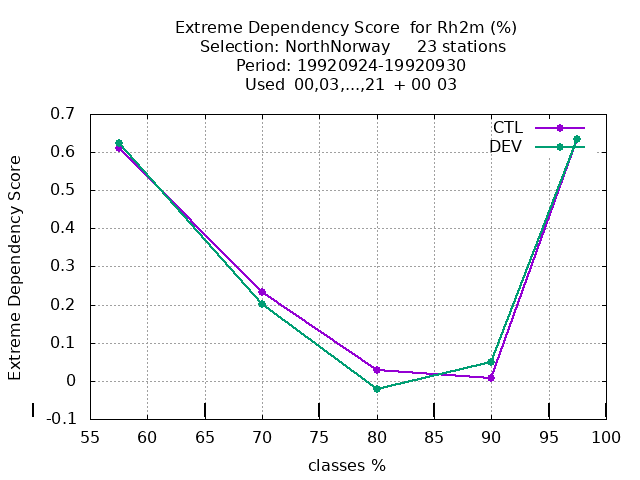 Extreme Dependency Score  for Rh2m (%)
Selection: NorthNorway     23 stations
Period: 19920924-19920930
Used  00,03,...,21  + 00 03
CTL
DEV
Extreme Dependency Score
0.7
0.6
0.5
0.4
0.3
0.2
0.1
0
-0.1
55 60 65 70 75 80 85 90 95 100
classes %